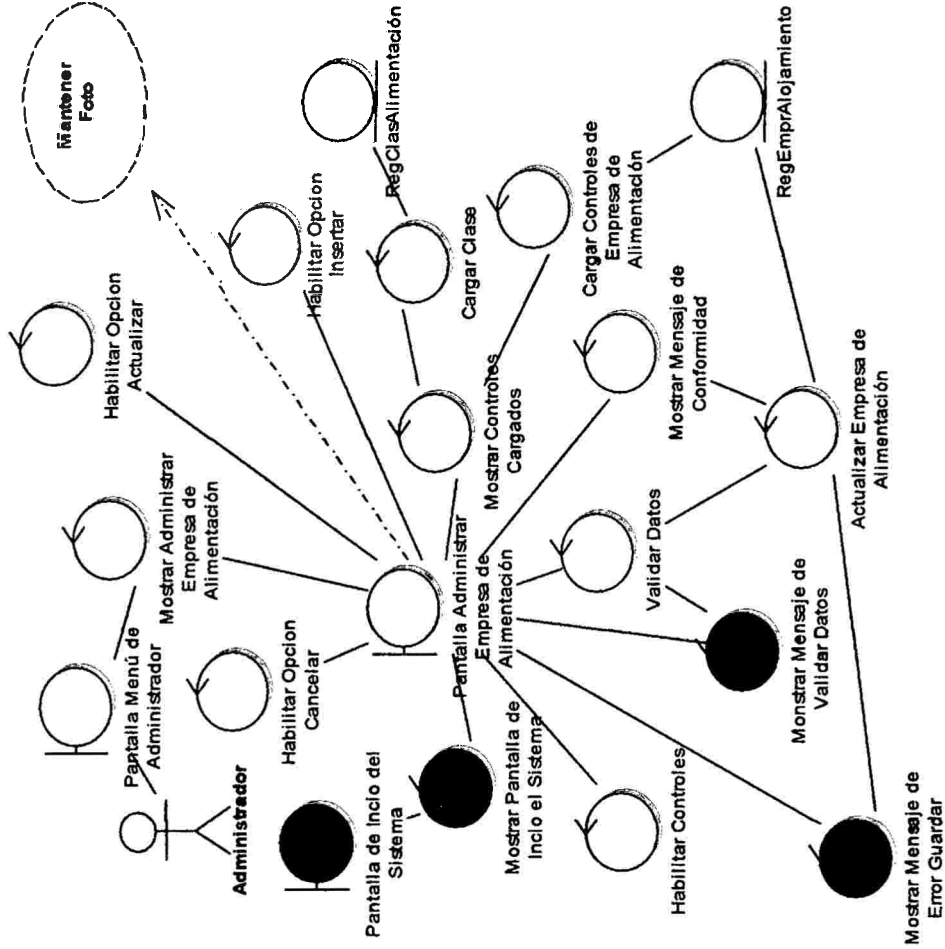 Mantener
Foto
Habilitar Opcion
Actualizar
Habilitar Opcion
Insertar
RegClasAlimentación
Cargar Clase
Cargar Controles de
Empresa de
Alimentación
RegEmprAlojamiento
Mostrar Administrar
Empresa de
Alimentación
Mostrar Controles
Cargados
Mostrar Mensaje de
Conformidad
Actualizar Empresa de
Alimentación
Pantalla Menú de
Administrador
Habilitar Opcion
Cancelar
Pantalla Administrar
Empresa de
Alimentación
Validar Datos
Monstrar Mensaje de
Validar Datos
Administrador
Pantalla de Incio del
Sistema
Mostrar Pantalla de
Incio el Sistema
Habilitar Controles
Mostrar Mensaje de
Error Guardar